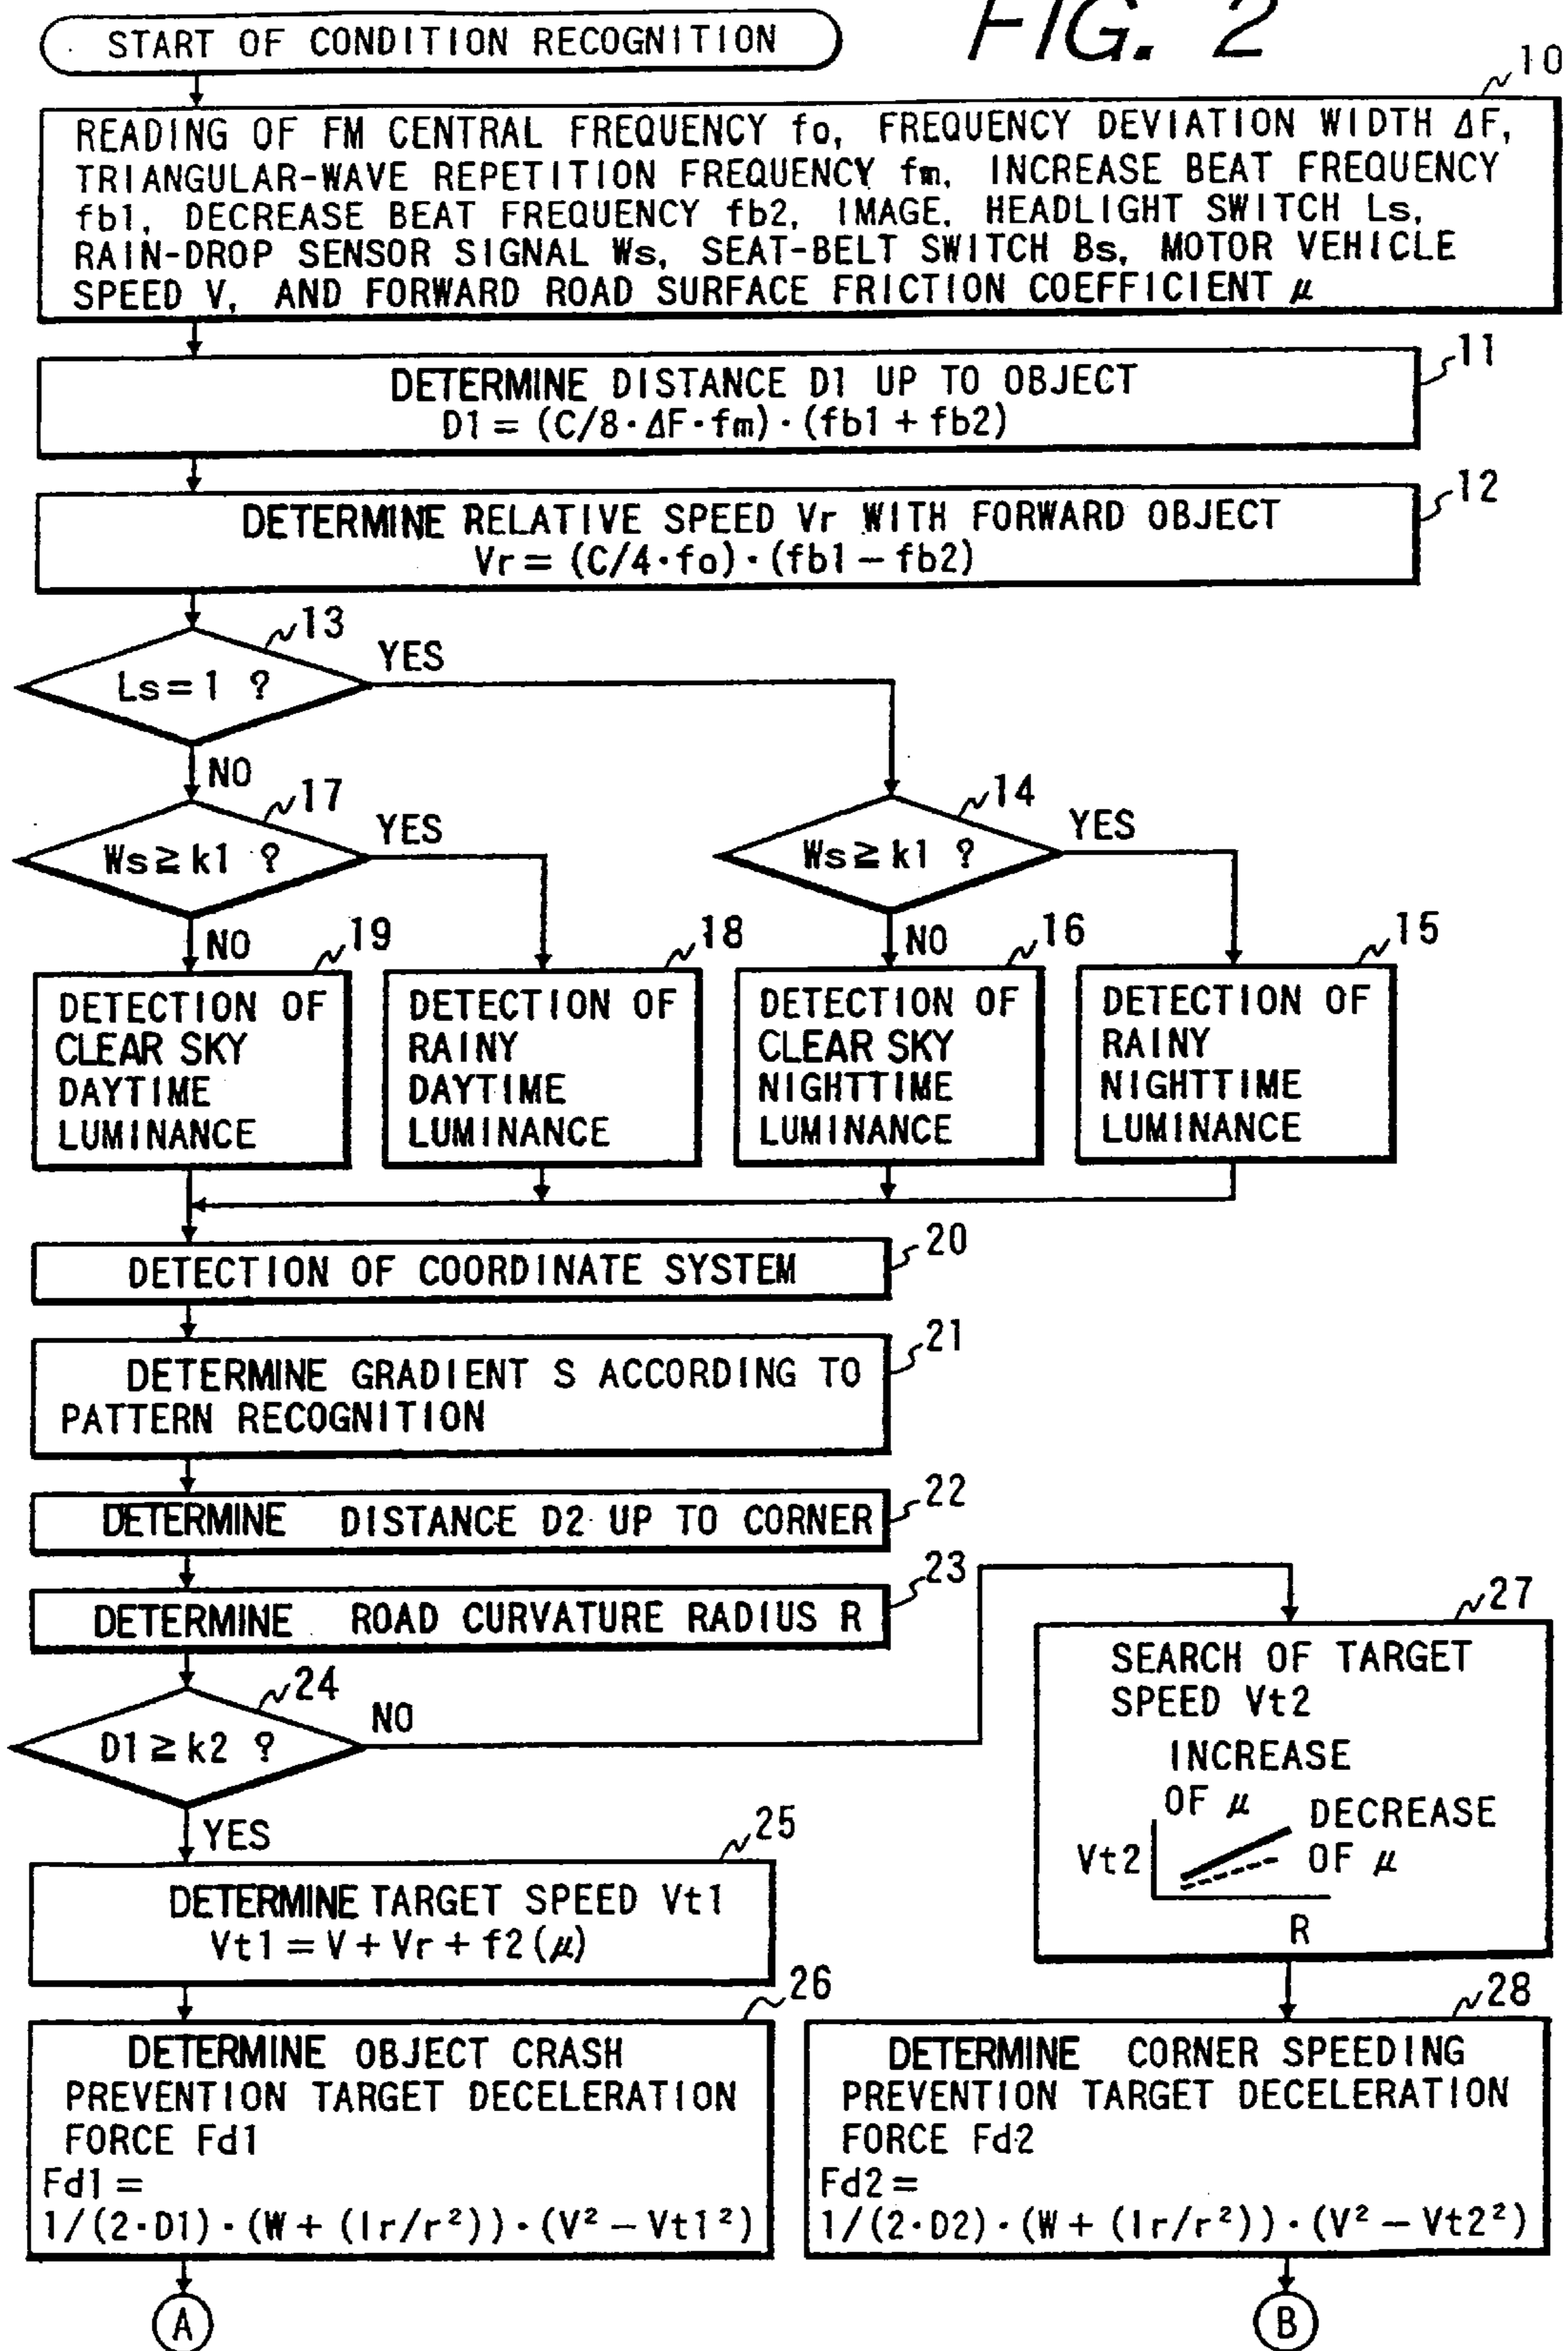 FIG. 2
START OF CONDITION RECOGNITION
10
READING OF FM CENTRAL FREQUENCY fo, FREQUENCY DEVIATION WIDTH ΔF,
TRIANGULAR-WAVE REPETITION FREQUENCY fm, INCREASE BEAT FREQUENCY
fb1, DECREASE BEAT FREQUENCY fb2, IMAGE, HEADLIGHT SWITCH Ls,
RAIN-DROP SENSOR SIGNAL Ws, SEAT-BELT SWITCH Bs, MOTOR VEHICLE
SPEED V, AND FORWARD ROAD SURFACE FRICTION COEFFICIENT μ
11
DETERMINE DISTANCE D1 UP TO OBJECT
D1 = (C/8·ΔF·fm)·(fb1 + fb2)
12
DETERMINE RELATIVE SPEED Vr WITH FORWARD OBJECT
Vr = (C/4·fo)·(fb1 − fb2)
13
Ls = 1 ?
YES
NO
17
Ws ≧ k1 ?
YES
NO
14
Ws ≧ k1 ?
YES
NO
19
DETECTION OF
CLEAR SKY
DAYTIME
LUMINANCE
18
DETECTION OF
RAINY
DAYTIME
LUMINANCE
16
DETECTION OF
CLEAR SKY
NIGHTTIME
LUMINANCE
15
DETECTION OF
RAINY
NIGHTTIME
LUMINANCE
20
DETECTION OF COORDINATE SYSTEM
21
DETERMINE GRADIENT S ACCORDING TO
PATTERN RECOGNITION
22
DETERMINE DISTANCE D2 UP TO CORNER
23
DETERMINE ROAD CURVATURE RADIUS R
24
D1 ≧ k2 ?
NO
YES
25
DETERMINE TARGET SPEED Vt1
Vt1 = V + Vr + f2(μ)
26
DETERMINE OBJECT CRASH
PREVENTION TARGET DECELERATION
FORCE Fd1
Fd1 =
1/(2·D1)·(W + (Ir/r²))·(V² − Vt1²)
A
27
SEARCH OF TARGET
SPEED Vt2
INCREASE
OF μ
DECREASE
OF μ
Vt2
R
28
DETERMINE CORNER SPEEDING
PREVENTION TARGET DECELERATION
FORCE Fd2
Fd2 =
1/(2·D2)·(W + (Ir/r²))·(V² − Vt2²)
B